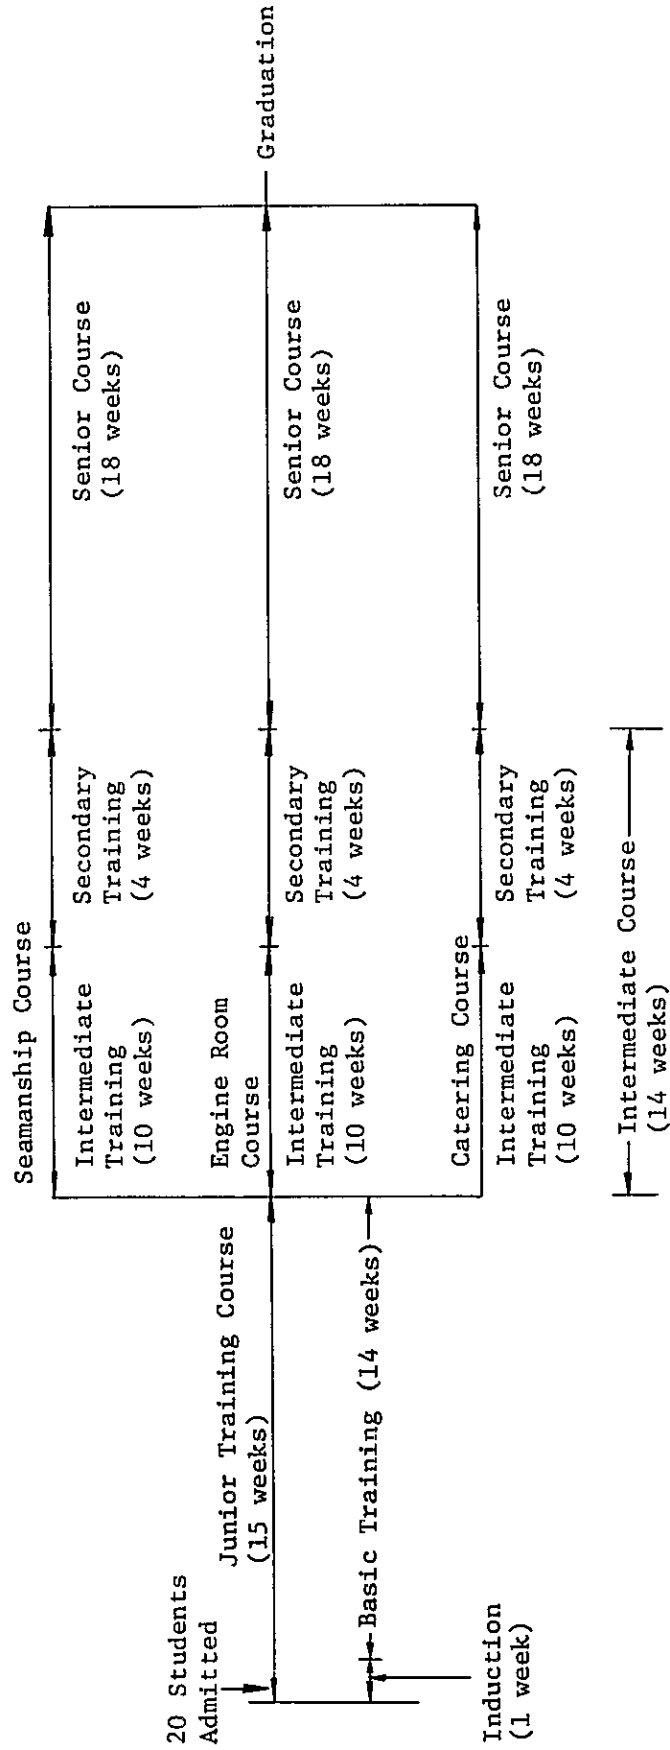 20 Students
Admitted
Junior Training Course
(15 weeks)
Basic Training (14 weeks)
Induction
(1 week)
Seamanship Course
Intermediate
Training
(10 weeks)
Secondary
Training
(4 weeks)
Senior Course
(18 weeks)
Engine Room
Course
Intermediate
Training
(10 weeks)
Secondary
Training
(4 weeks)
Senior Course
(18 weeks)
Graduation
Catering Course
Intermediate
Training
(10 weeks)
Secondary
Training
(4 weeks)
Senior Course
(18 weeks)
Intermediate Course
(14 weeks)